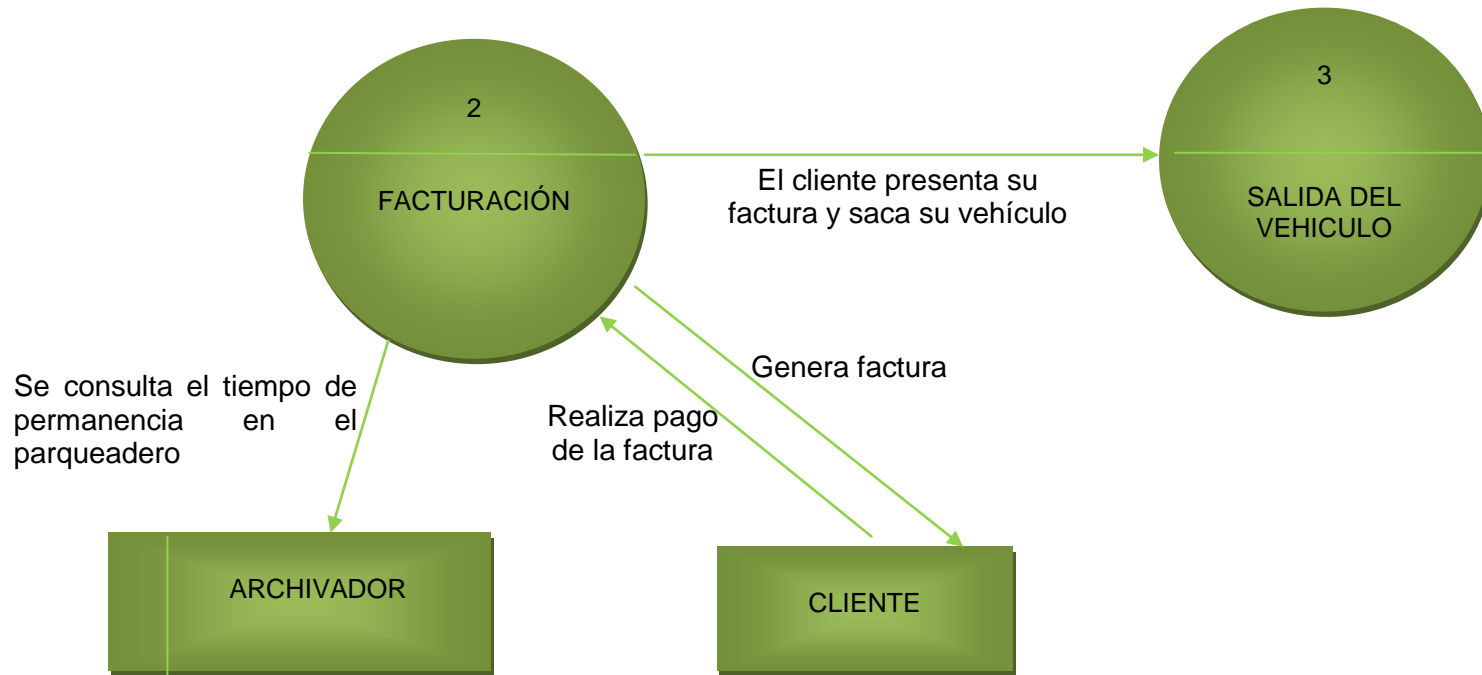 2
FACTURACIÓN
3
SALIDA DEL
VEHICULO
El cliente presenta su
factura y saca su vehículo
Genera factura
Realiza pago
de la factura
Se consulta el tiempo de
permanencia en el
parqueadero
ARCHIVADOR
CLIENTE